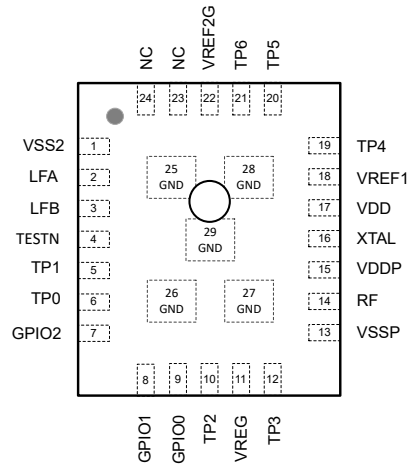 NC
NC
VREF2G
TP6
TP5
24
23
22
21
20
VSS2
1
LFA
2
LFB
3
TESTN
4
TP1
5
TP0
6
GPIO2
7
25
GND
28
GND
29
GND
26
GND
27
GND
19
TP4
18
VREF1
17
VDD
16
XTAL
15
VDDP
14
RF
13
VSSP
8
9
10
11
12
GPIO1
GPIO0
TP2
VREG
TP3